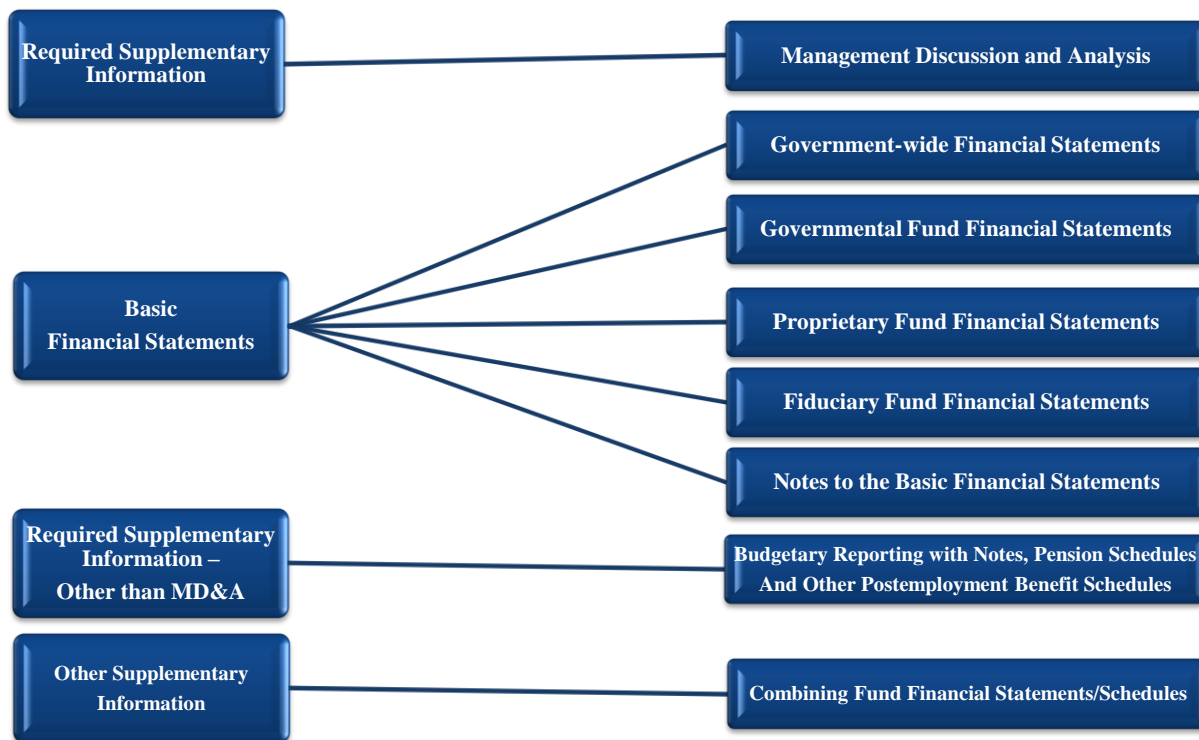 Required Supplementary
Information
Management Discussion and Analysis
Government-wide Financial Statements
Governmental Fund Financial Statements
Basic
Financial Statements
Proprietary Fund Financial Statements
Fiduciary Fund Financial Statements
Notes to the Basic Financial Statements
Required Supplementary
Information –
Other than MD&A
Budgetary Reporting with Notes, Pension Schedules
And Other Postemployment Benefit Schedules
Other Supplementary
Information
Combining Fund Financial Statements/Schedules